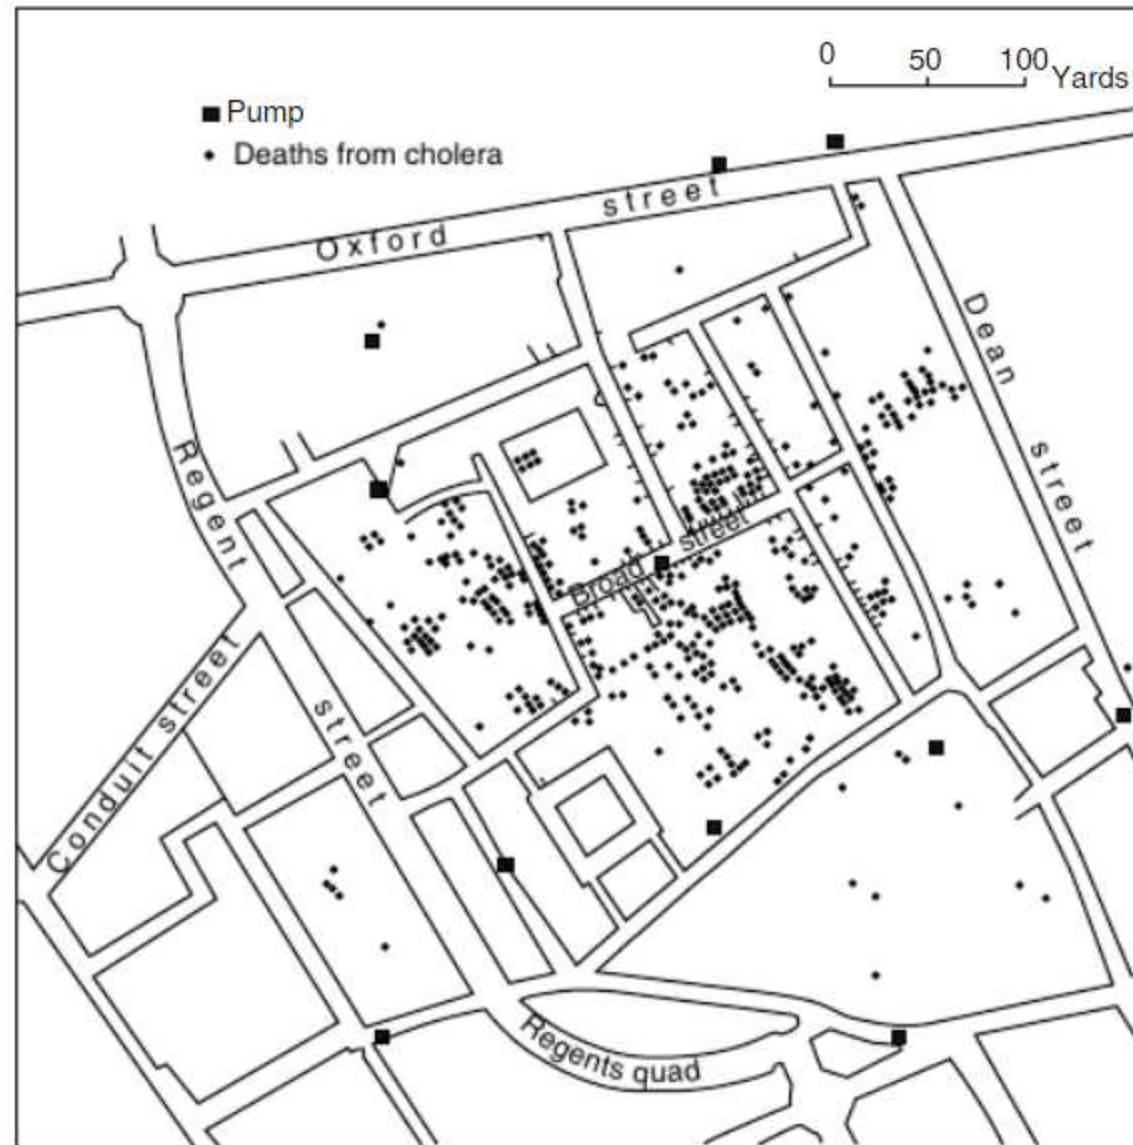 0 50 100 Yards
Pump
Deaths from cholera
Oxford street
Dean street
Regent street
Broad street
Conduit street
Regents quad